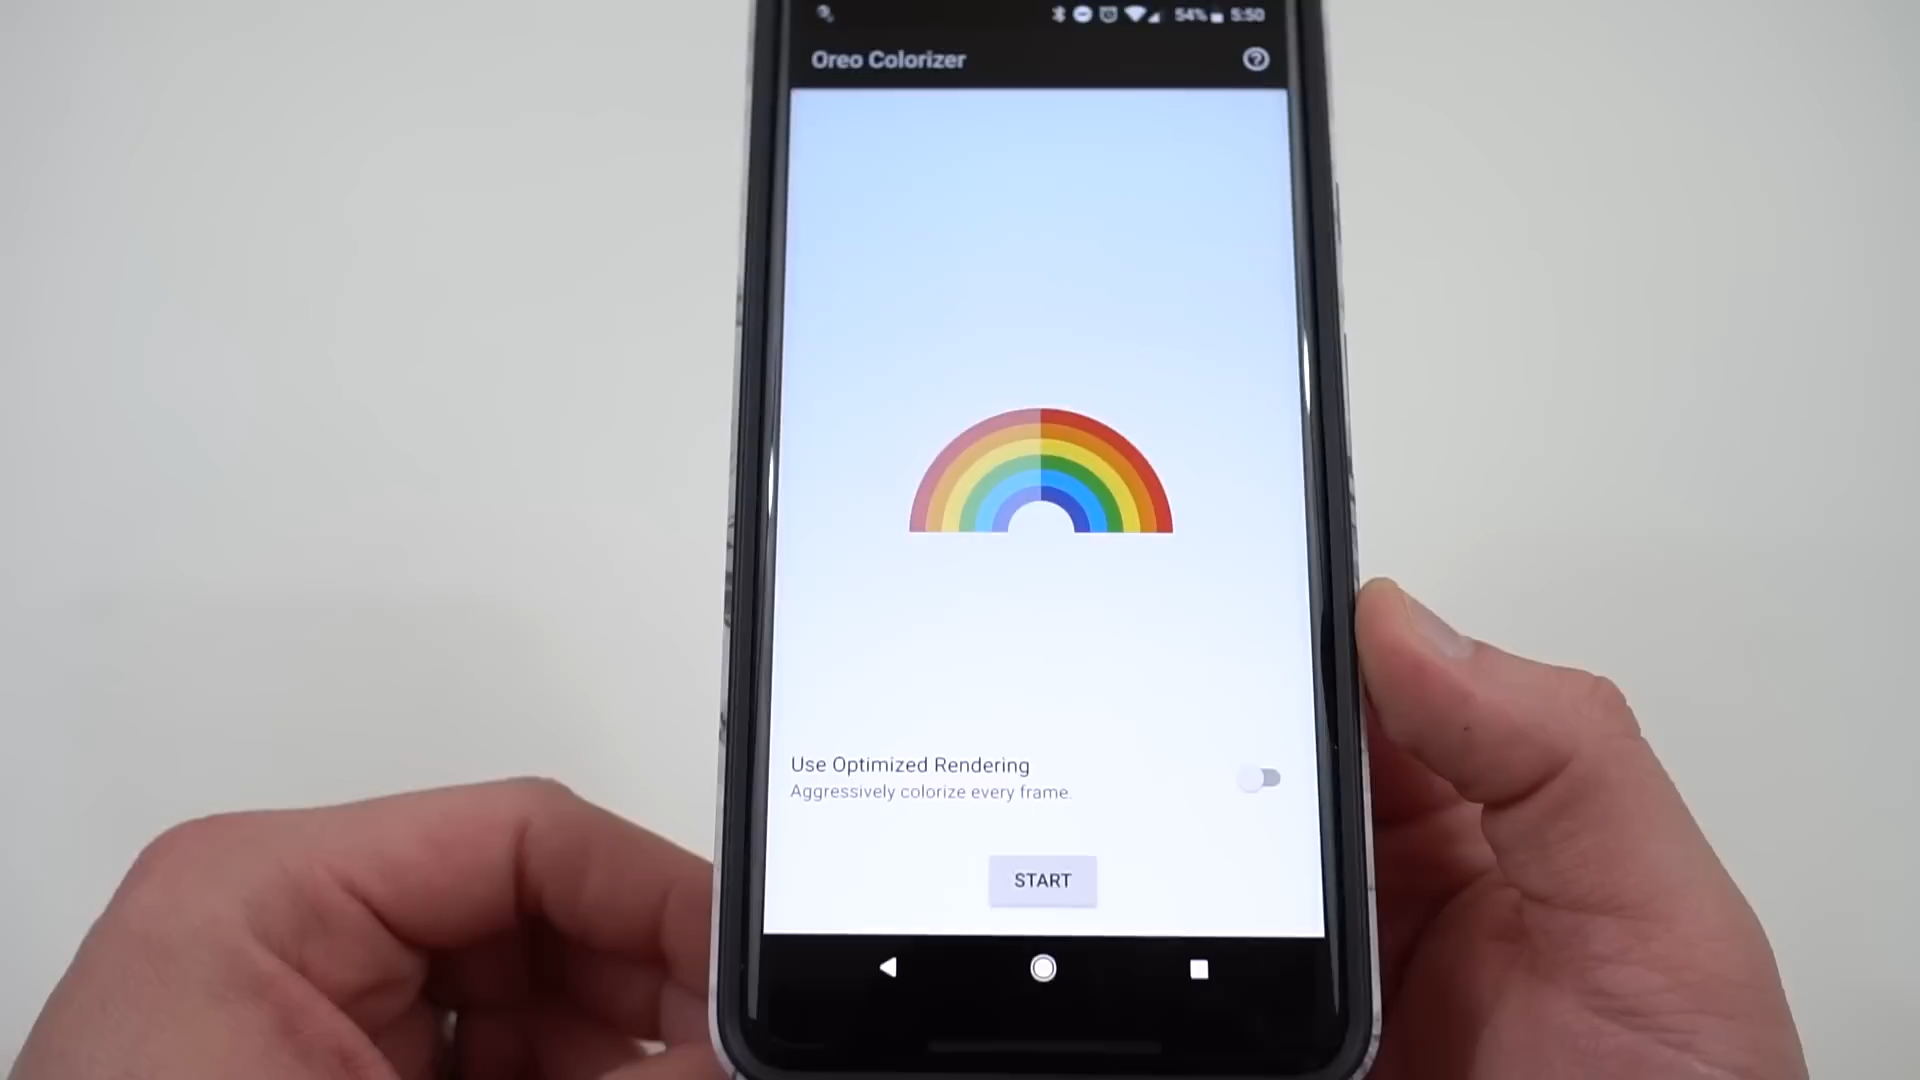 54% 5:50
Oreo Colorizer
Use Optimized Rendering
Aggressively colorize every frame.
START